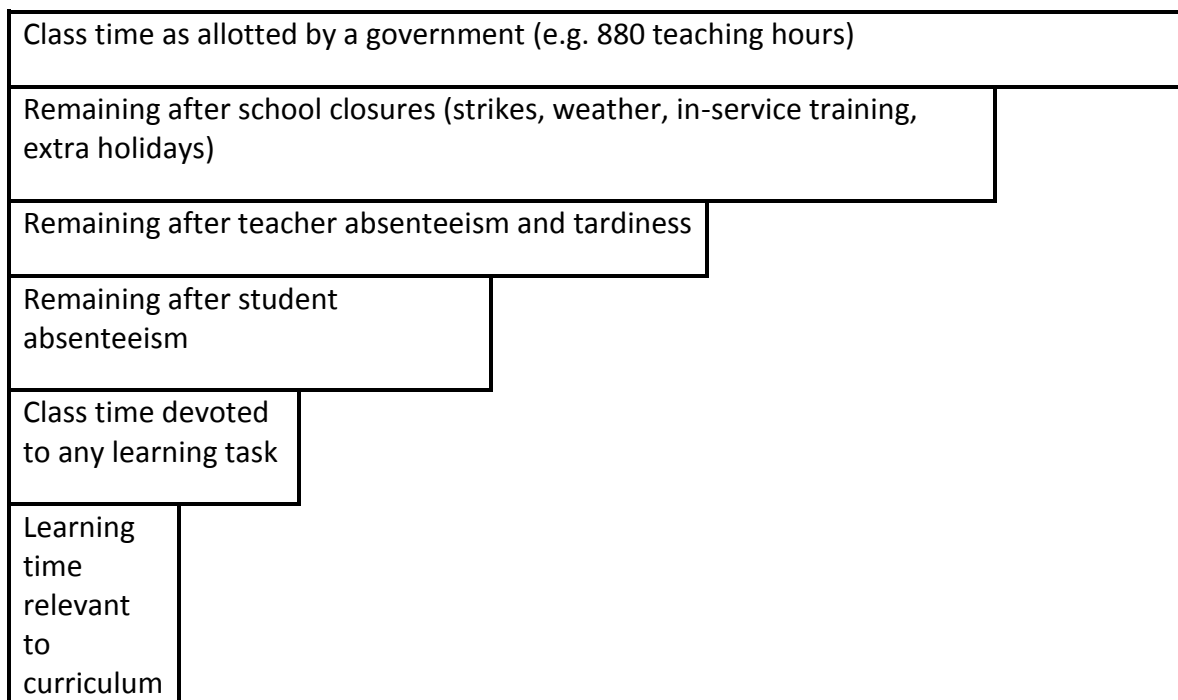 Class time as allotted by a government (e.g. 880 teaching hours)
Remaining after school closures (strikes, weather, in-service training,
extra holidays)
Remaining after teacher absenteeism and tardiness
Remaining after student
absenteeism
Class time devoted
to any learning task
Learning
time
relevant
to
curriculum